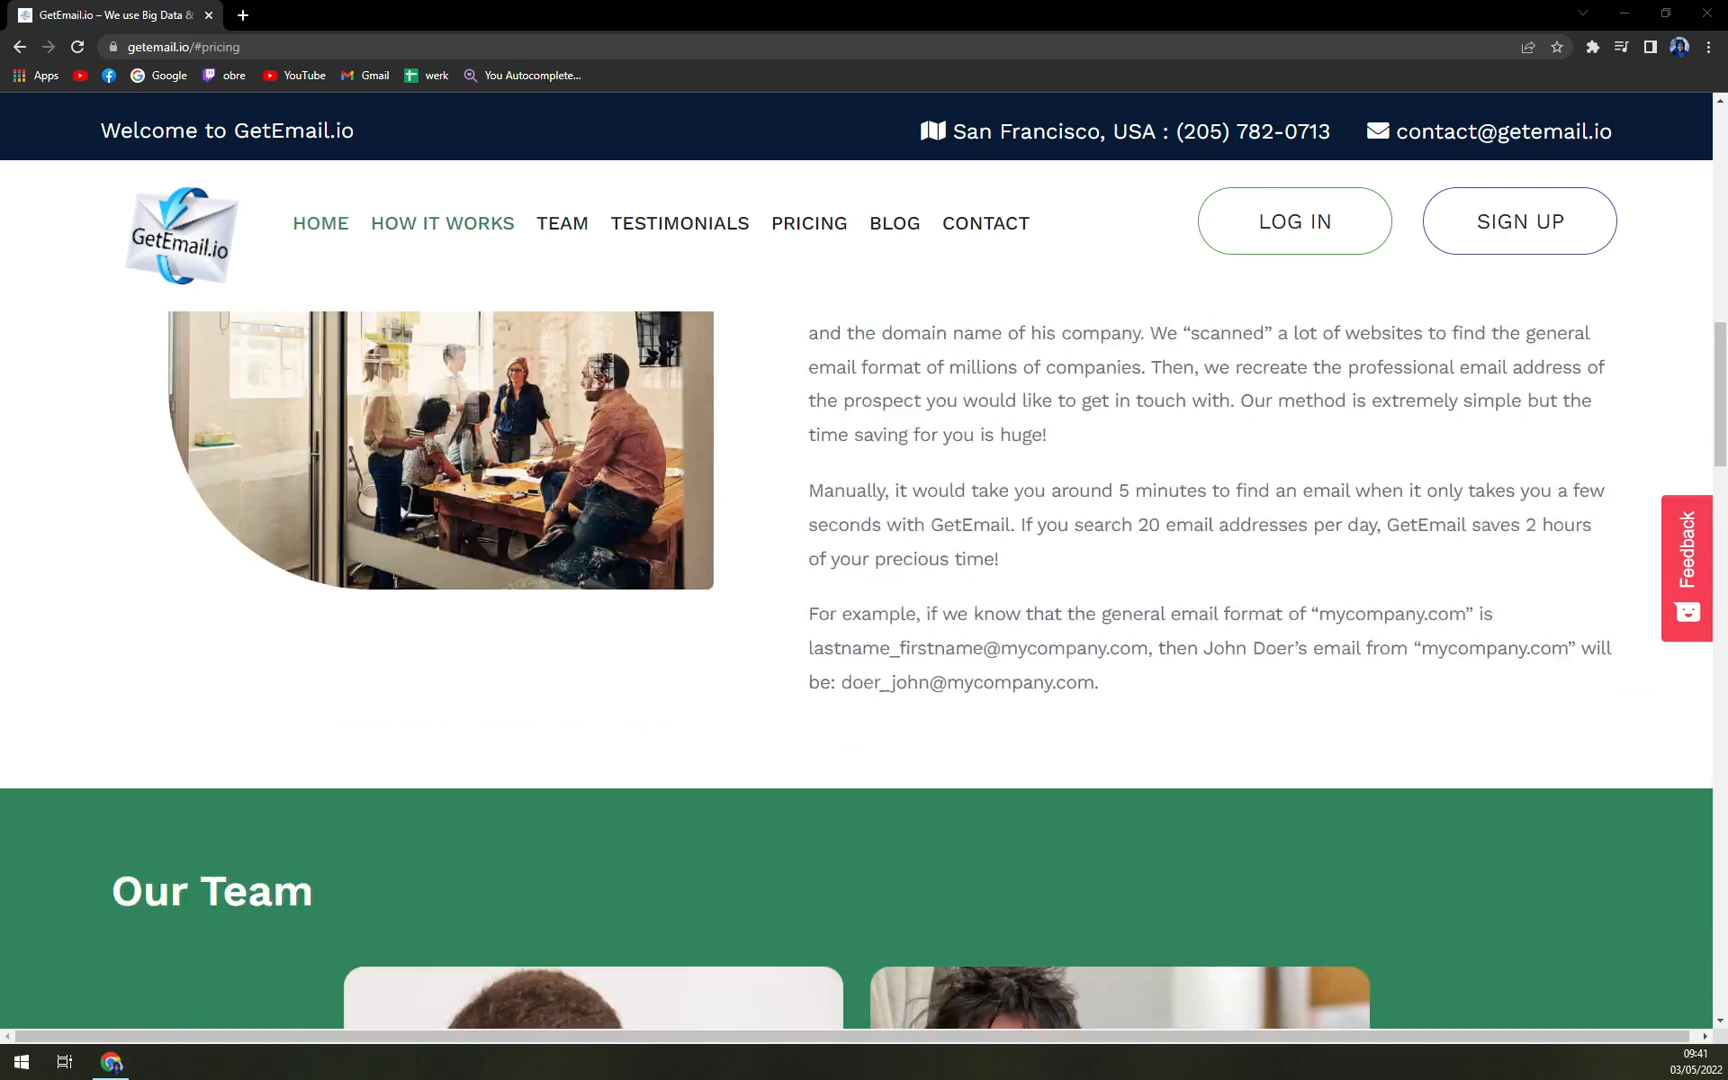 GetEmail.io – We use Big Data &
getemail.io/#pricing
Apps
Google
obre
YouTube
Gmail
werk
You Autocomplete...
Welcome to GetEmail.io
San Francisco, USA : (205) 782-0713
contact@getemail.io
GetEmail.io
HOME
HOW IT WORKS
TEAM
TESTIMONIALS
PRICING
BLOG
CONTACT
LOG IN
SIGN UP
and the domain name of his company. We “scanned” a lot of websites to find the general
email format of millions of companies. Then, we recreate the professional email address of
the prospect you would like to get in touch with. Our method is extremely simple but the
time saving for you is huge!
Manually, it would take you around 5 minutes to find an email when it only takes you a few
seconds with GetEmail. If you search 20 email addresses per day, GetEmail saves 2 hours
of your precious time!
For example, if we know that the general email format of “mycompany.com” is
lastname_firstname@mycompany.com, then John Doer’s email from “mycompany.com” will
be: doer_john@mycompany.com.
Feedback
Our Team
09:41
03/05/2022